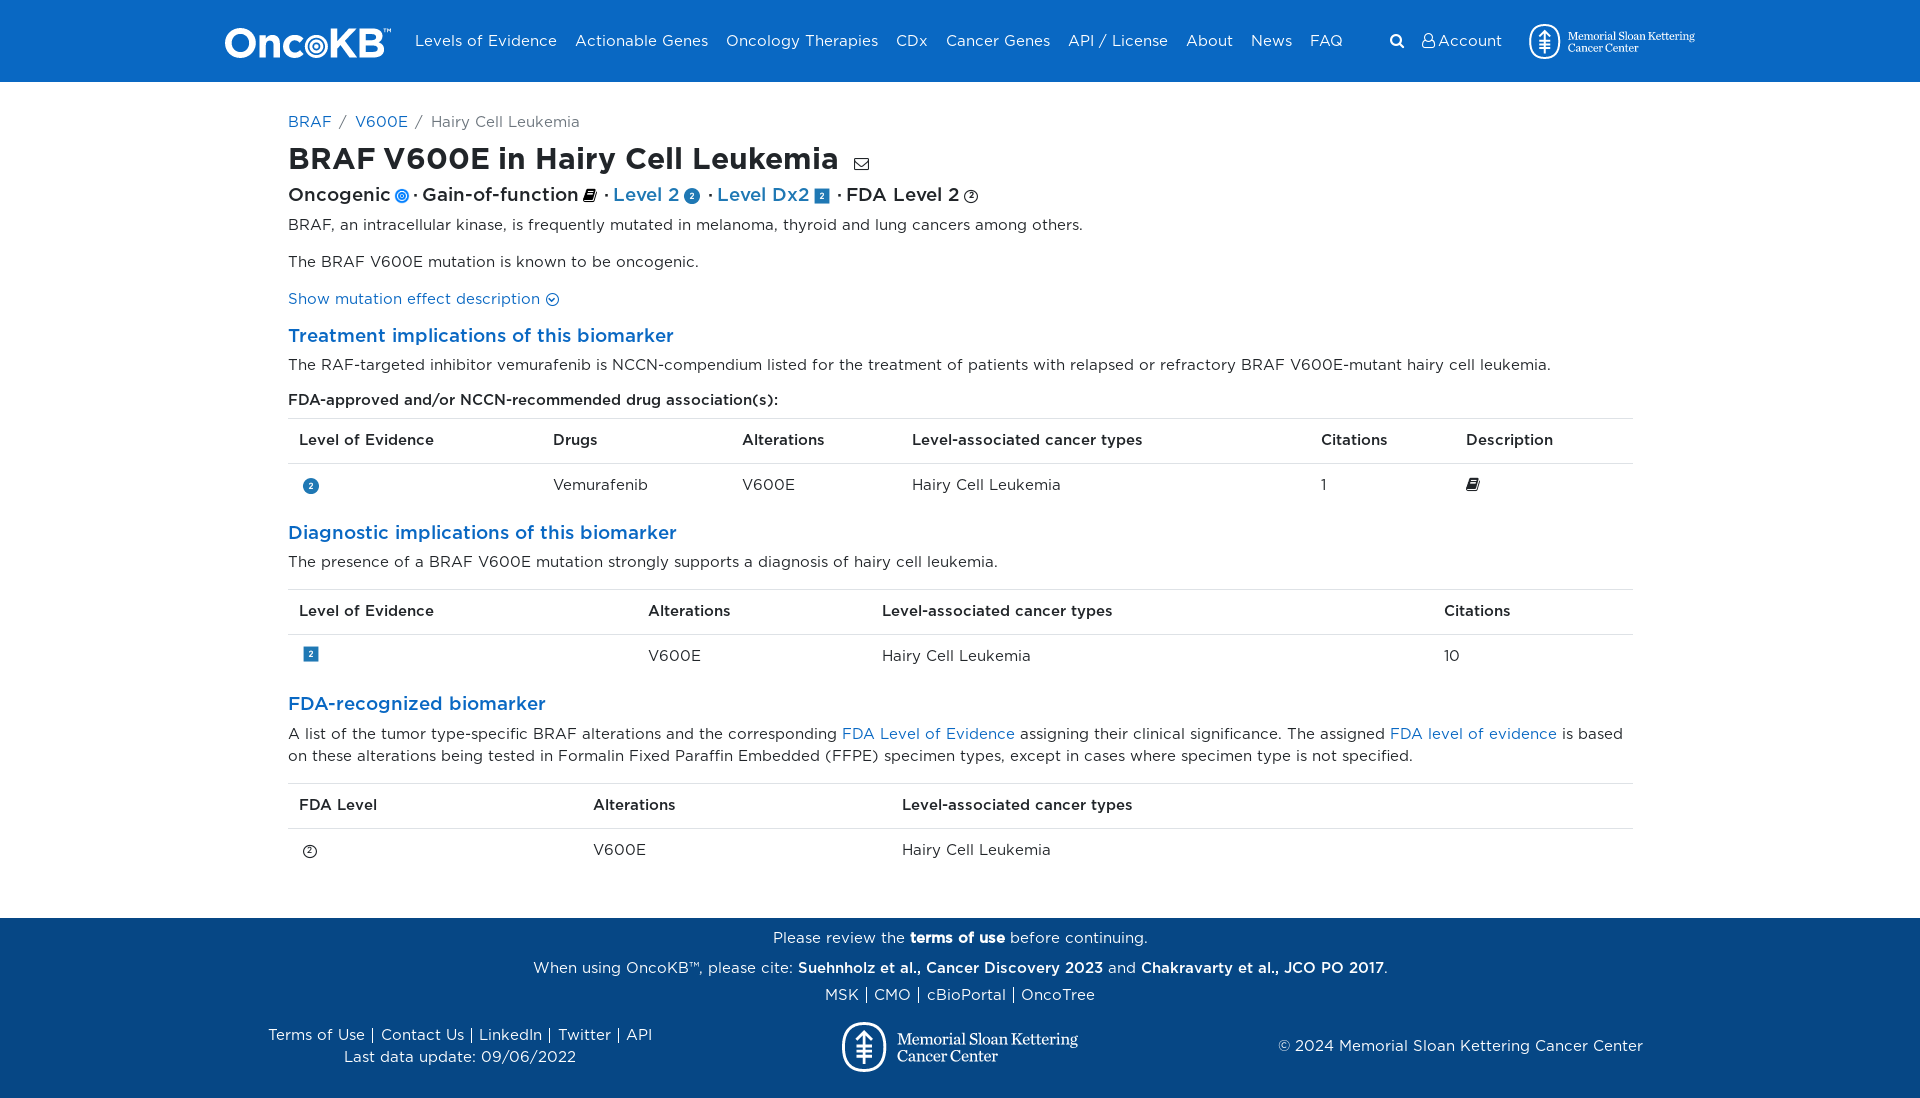 OncoKB™ Levels of Evidence Actionable Genes Oncology Therapies CDx Cancer Genes API / License About News FAQ Account Memorial Sloan Kettering Cancer Center
BRAF / V600E / Hairy Cell Leukemia
BRAF V600E in Hairy Cell Leukemia
Oncogenic · Gain-of-function · Level 2 2 · Level Dx2 2 · FDA Level 2 2
BRAF, an intracellular kinase, is frequently mutated in melanoma, thyroid and lung cancers among others.
The BRAF V600E mutation is known to be oncogenic.
Show mutation effect description
Treatment implications of this biomarker
The RAF-targeted inhibitor vemurafenib is NCCN-compendium listed for the treatment of patients with relapsed or refractory BRAF V600E-mutant hairy cell leukemia.
FDA-approved and/or NCCN-recommended drug association(s):
Level of Evidence Drugs Alterations Level-associated cancer types Citations Description
2 Vemurafenib V600E Hairy Cell Leukemia 1
Diagnostic implications of this biomarker
The presence of a BRAF V600E mutation strongly supports a diagnosis of hairy cell leukemia.
Level of Evidence Alterations Level-associated cancer types Citations
2 V600E Hairy Cell Leukemia 10
FDA-recognized biomarker
A list of the tumor type-specific BRAF alterations and the corresponding FDA Level of Evidence assigning their clinical significance. The assigned FDA level of evidence is based
on these alterations being tested in Formalin Fixed Paraffin Embedded (FFPE) specimen types, except in cases where specimen type is not specified.
FDA Level Alterations Level-associated cancer types
2 V600E Hairy Cell Leukemia
Please review the terms of use before continuing.
When using OncoKB™, please cite: Suehnholz et al., Cancer Discovery 2023 and Chakravarty et al., JCO PO 2017.
MSK | CMO | cBioPortal | OncoTree
Terms of Use | Contact Us | LinkedIn | Twitter | API
Last data update: 09/06/2022
Memorial Sloan Kettering
Cancer Center
© 2024 Memorial Sloan Kettering Cancer Center